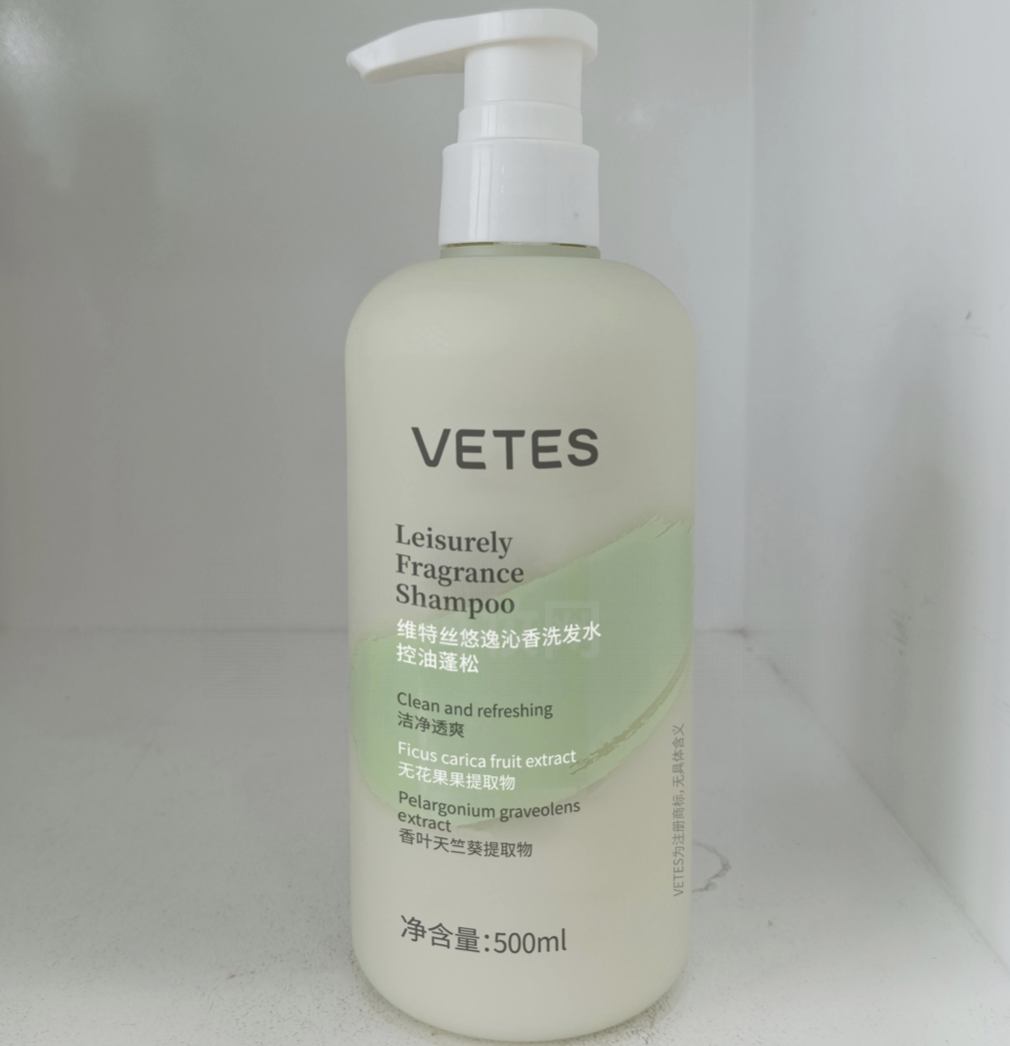 VETES
Leisurely
Fragrance
Shampoo
维特丝悠逸沁香洗发水
控油蓬松
Clean and refreshing
洁净透爽
Ficus carica fruit extract
无花果果提取物
Pelargonium graveolens
extract
香叶天竺葵提取物
净含量:500ml
VETES为注册商标,无具体含义